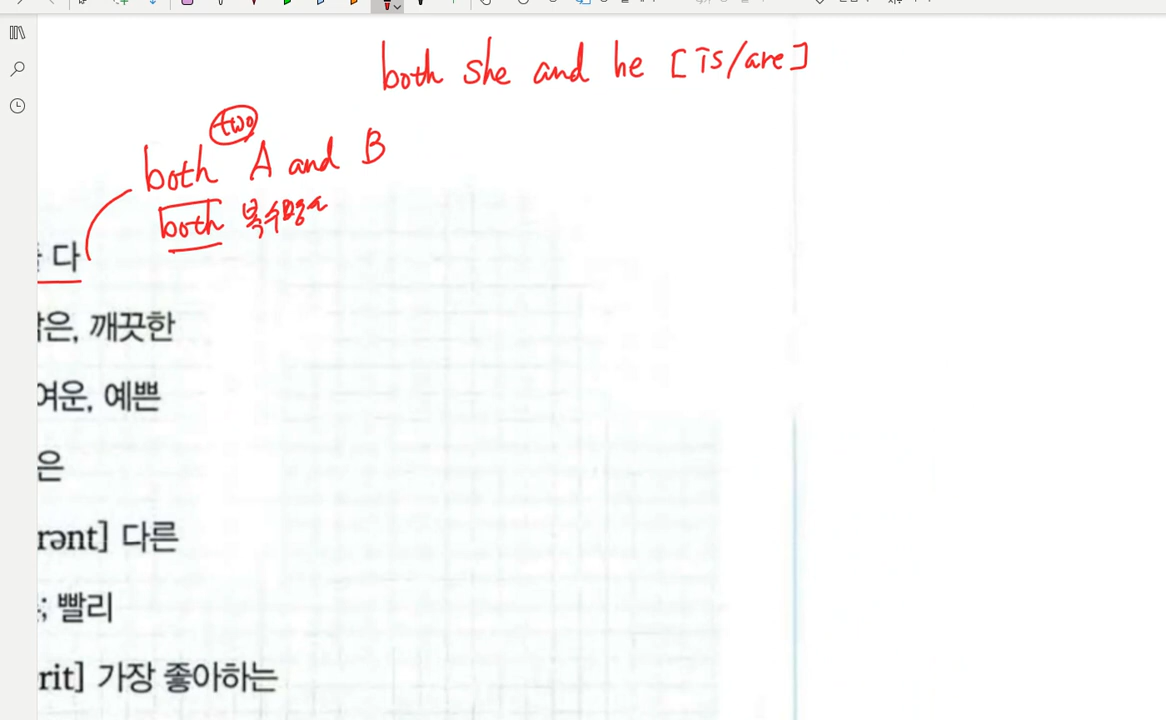 both she and he [is/are]
two
both A and B
both 복수명사
다
은, 깨끗한
여운, 예쁜
은
rənt] 다른
; 빨리
rit] 가장 좋아하는